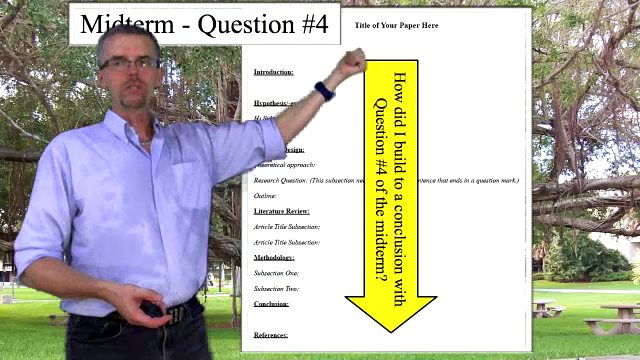 Midterm - Question #4
Title of Your Paper Here
Introduction:
Hypothesis/
Design:
Theoretical approach:
Research Question: (This subsection
that ends in a question mark.)
Outline:
Literature Review:
Article Title Subsection:
Article Title Subsection:
Methodology:
Subsection One:
Subsection Two:
Conclusion:
References:
How did I build to a conclusion with
Question #4 of the midterm?